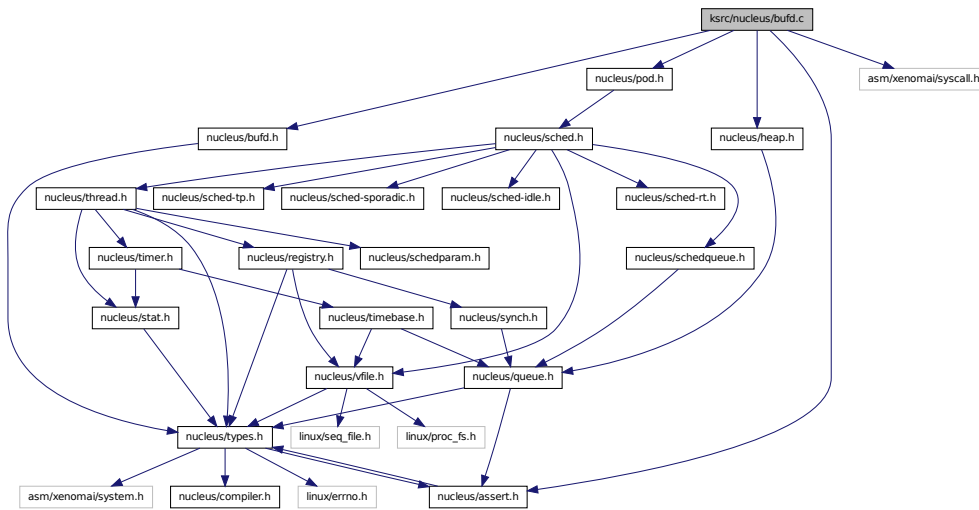 ksrc/nucleus/bufd.c
nucleus/pod.h
asm/xenomai/syscall.h
nucleus/bufd.h
nucleus/sched.h
nucleus/heap.h
nucleus/thread.h
nucleus/sched-tp.h
nucleus/sched-sporadic.h
nucleus/sched-idle.h
nucleus/sched-rt.h
nucleus/timer.h
nucleus/registry.h
nucleus/schedparam.h
nucleus/schedqueue.h
nucleus/stat.h
nucleus/timebase.h
nucleus/synch.h
nucleus/vfile.h
nucleus/queue.h
nucleus/types.h
linux/seq_file.h
linux/proc_fs.h
asm/xenomai/system.h
nucleus/compiler.h
linux/errno.h
nucleus/assert.h